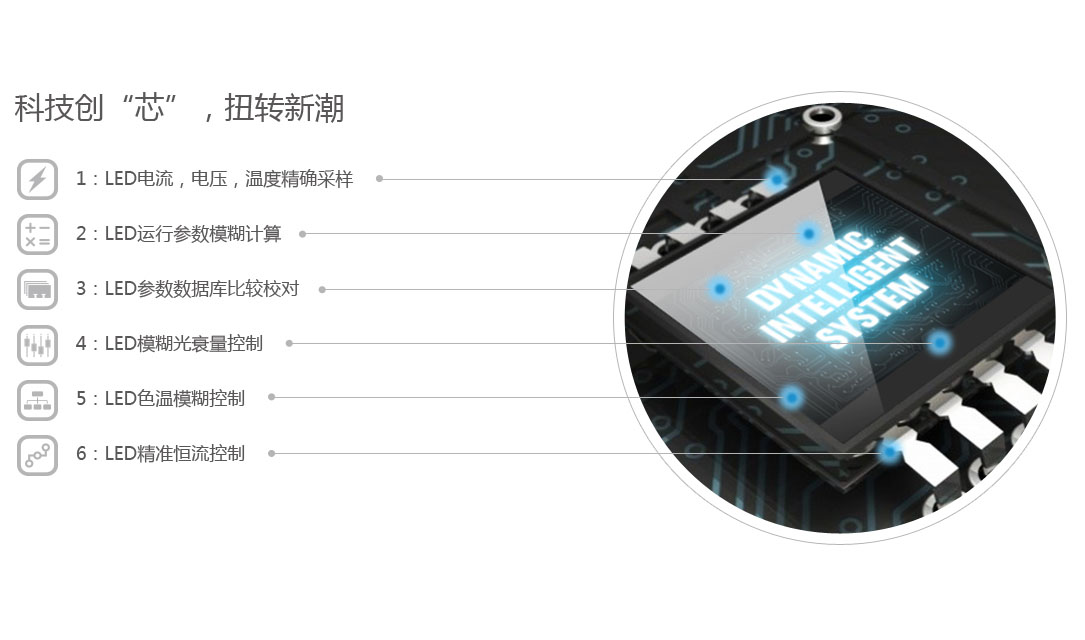 科技创“芯”，扭转新潮
1：LED电流，电压，温度精确采样
2：LED运行参数模糊计算
3：LED参数数据库比较校对
4：LED模糊光衰量控制
5：LED色温模糊控制
6：LED精准恒流控制
DYNAMIC
INTELLIGENT
SYSTEM